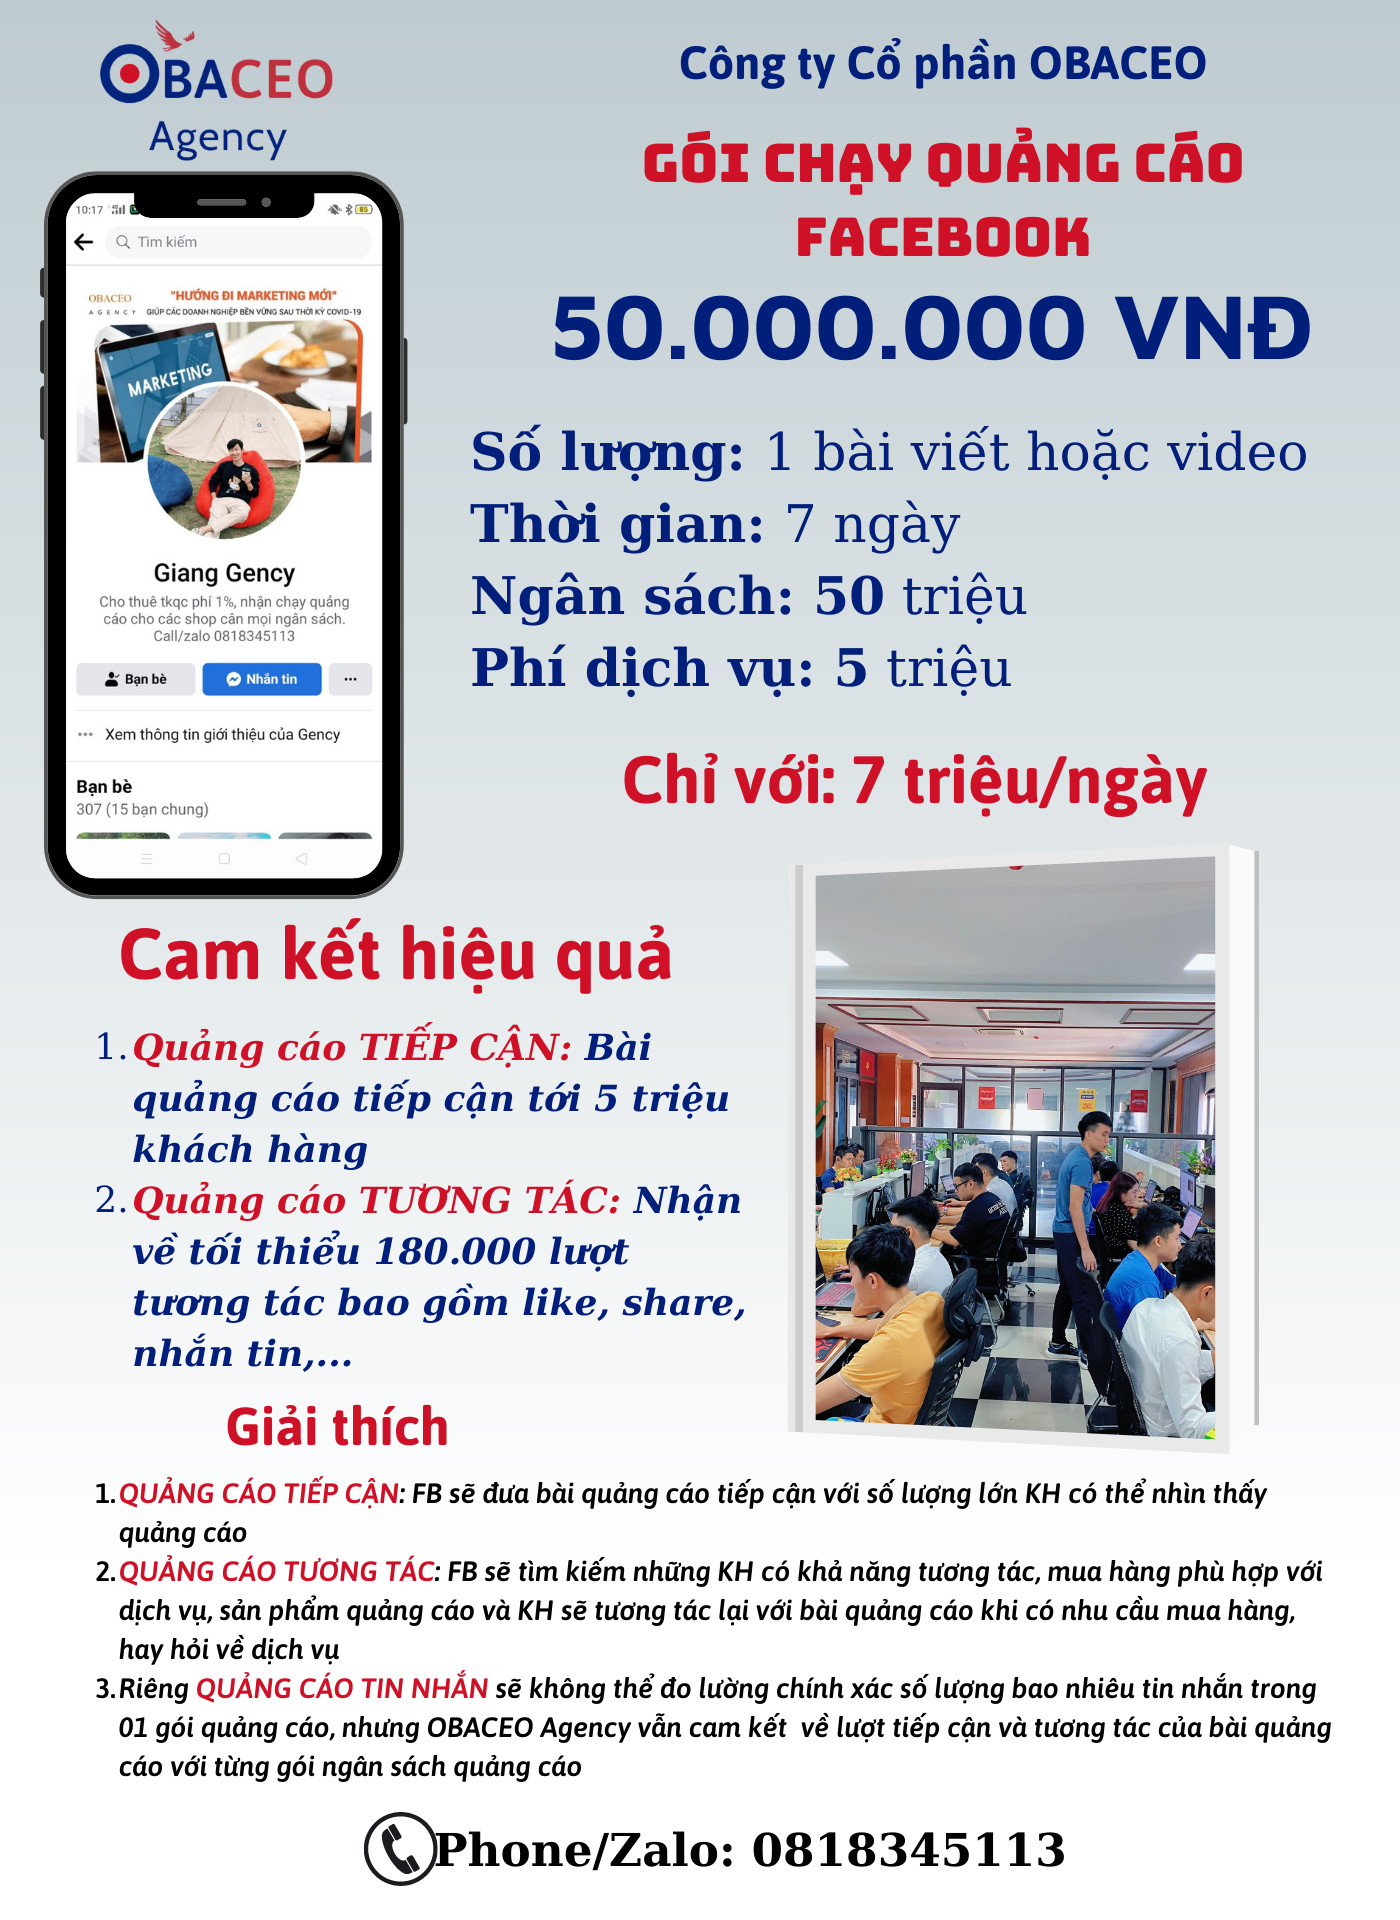 OBACEO
Agency
Công ty Cổ phần OBACEO
GÓI CHẠY QUẢNG CÁO
FACEBOOK
50.000.000 VNĐ
10:17
85
Tìm kiếm
OBACEO
AGENCY
"HƯỚNG ĐI MARKETING MỚI"
GIÚP CÁC DOANH NGHIỆP BỀN VỮNG SAU THỜI KỲ COVID-19
MARKETING
Giang Gency
Cho thuê tkqc phí 1%, nhận chạy quảng
cáo cho các shop cân mọi ngân sách.
Call/zalo 0818345113
Bạn bè
Nhắn tin
Xem thông tin giới thiệu của Gency
Bạn bè
307 (15 bạn chung)
Số lượng: 1 bài viết hoặc video
Thời gian: 7 ngày
Ngân sách: 50 triệu
Phí dịch vụ: 5 triệu
Chỉ với: 7 triệu/ngày
Cam kết hiệu quả
1. Quảng cáo TIẾP CẬN: Bài
quảng cáo tiếp cận tới 5 triệu
khách hàng
2. Quảng cáo TƯƠNG TÁC: Nhận
về tối thiểu 180.000 lượt
tương tác bao gồm like, share,
nhắn tin,...
Giải thích
1. QUẢNG CÁO TIẾP CẬN: FB sẽ đưa bài quảng cáo tiếp cận với số lượng lớn KH có thể nhìn thấy
quảng cáo
2. QUẢNG CÁO TƯƠNG TÁC: FB sẽ tìm kiếm những KH có khả năng tương tác, mua hàng phù hợp với
dịch vụ, sản phẩm quảng cáo và KH sẽ tương tác lại với bài quảng cáo khi có nhu cầu mua hàng,
hay hỏi về dịch vụ
3. Riêng QUẢNG CÁO TIN NHẮN sẽ không thể đo lường chính xác số lượng bao nhiêu tin nhắn trong
01 gói quảng cáo, nhưng OBACEO Agency vẫn cam kết về lượt tiếp cận và tương tác của bài quảng
cáo với từng gói ngân sách quảng cáo
Phone/Zalo: 0818345113